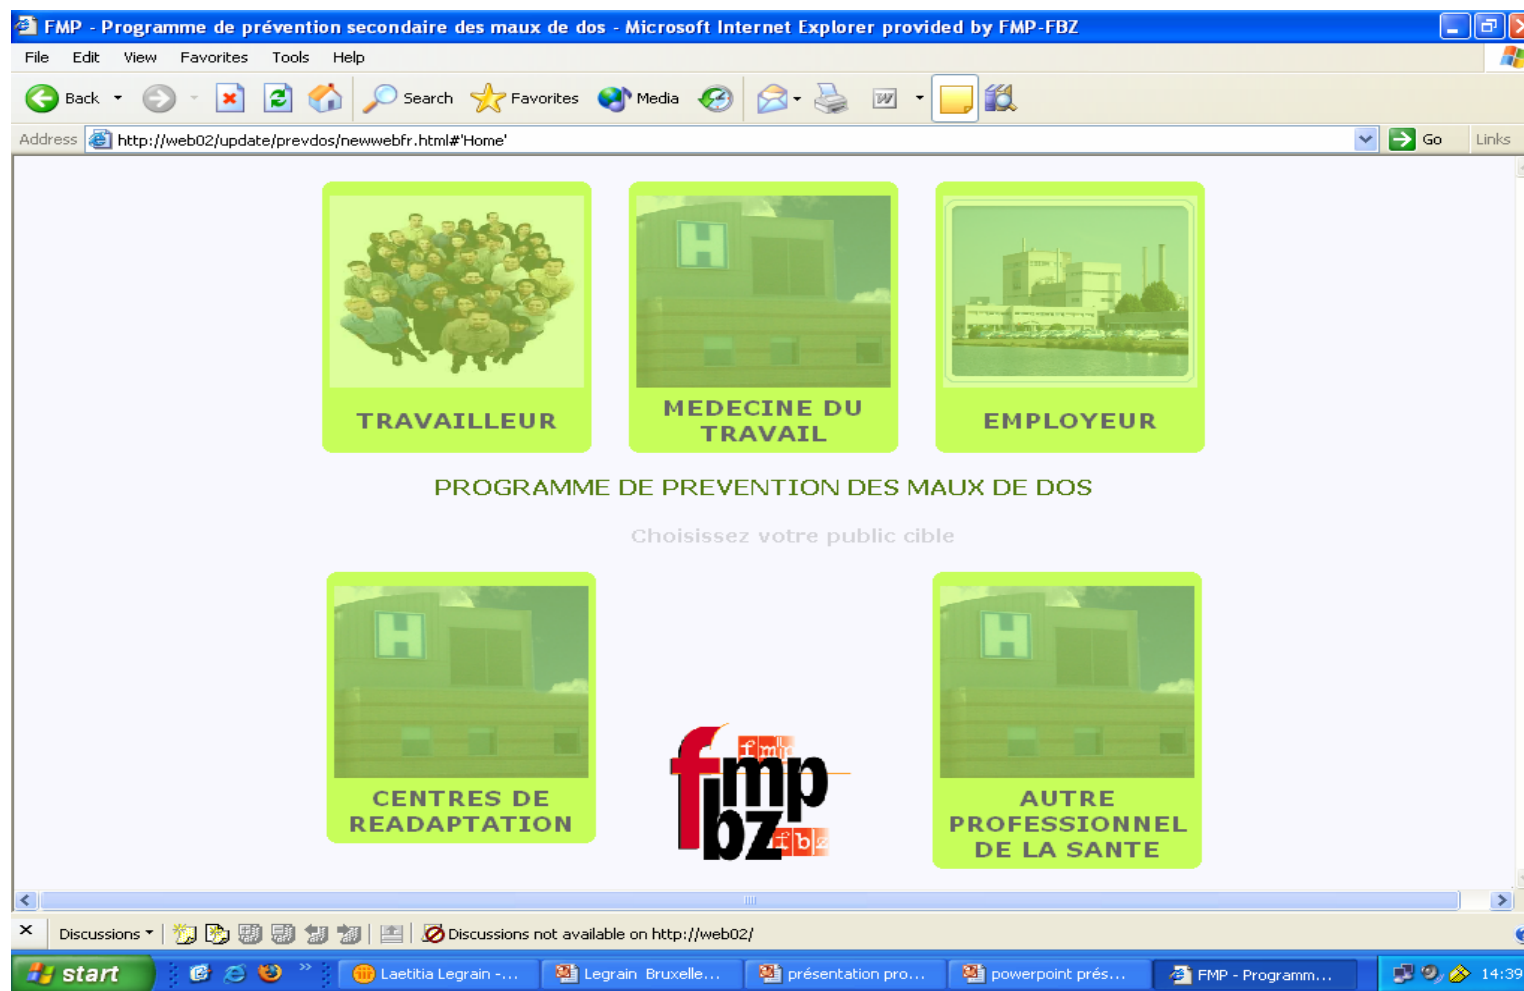 FMP - Programme de prévention secondaire des maux de dos - Microsoft Internet Explorer provided by FMP-FBZ
File Edit View Favorites Tools Help
Back Search Favorites Media
Address http://web02/update/prevdos/newwebfr.html#'Home' Go Links
H
TRAVAILLEUR
MEDECINE DU
TRAVAIL
EMPLOYEUR
PROGRAMME DE PREVENTION DES MAUX DE DOS
Choisissez votre public cible
H
H
CENTRES DE
READAPTATION
fmp
fmp
bz
fbz
AUTRE
PROFESSIONNEL
DE LA SANTE
Discussions Discussions not available on http://web02/
start Laetitia Legrain -... Legrain Bruxelle... présentation pro... powerpoint prés... FMP - Programm... 14:39